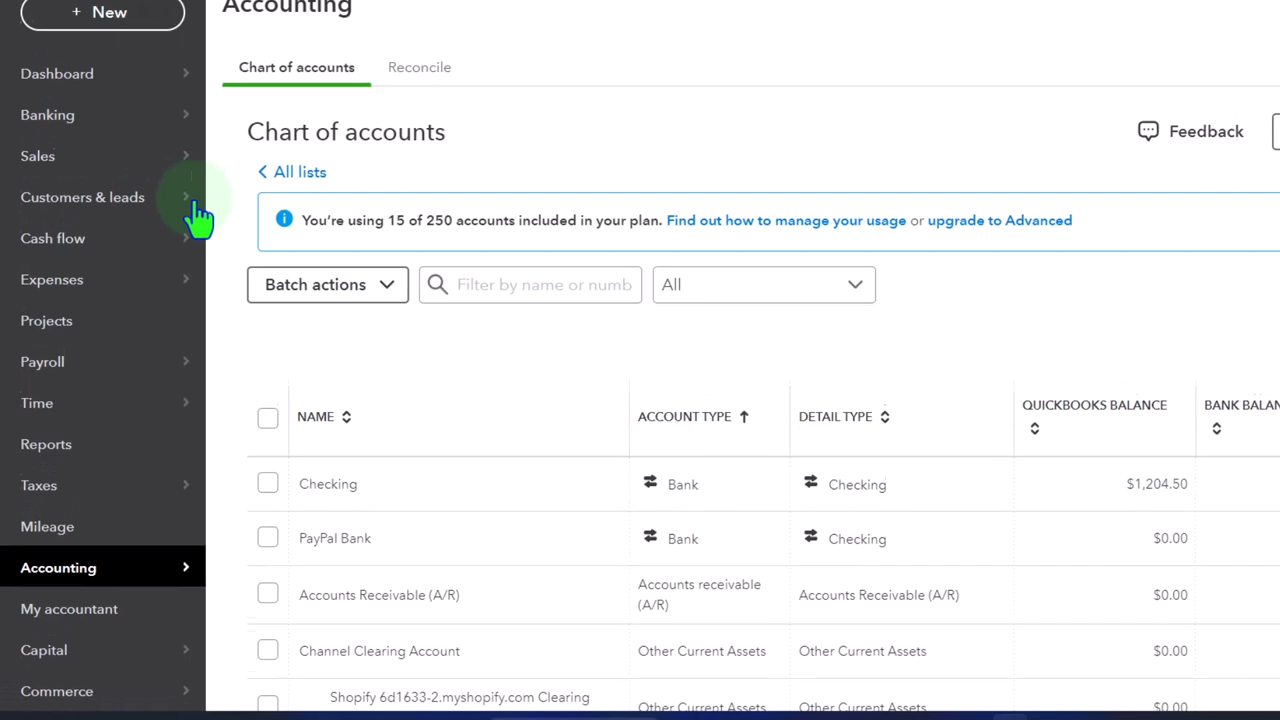 + New
Dashboard
Banking
Sales
Customers & leads
Cash flow
Expenses
Projects
Payroll
Time
Reports
Taxes
Mileage
Accounting
My accountant
Capital
Commerce
Accounting
Chart of accounts Reconcile
Chart of accounts
Feedback
All lists
You're using 15 of 250 accounts included in your plan. Find out how to manage your usage or upgrade to Advanced
Batch actions Filter by name or numb All
NAME ACCOUNT TYPE DETAIL TYPE QUICKBOOKS BALANCE BANK BALAN
Checking Bank Checking $1,204.50
PayPal Bank Bank Checking $0.00
Accounts Receivable (A/R) Accounts receivable (A/R) Accounts Receivable (A/R) $0.00
Channel Clearing Account Other Current Assets Other Current Assets $0.00
Shopify 6d1633-2.myshopify.com Clearing Other Current Assets Other Current Assets $0.00